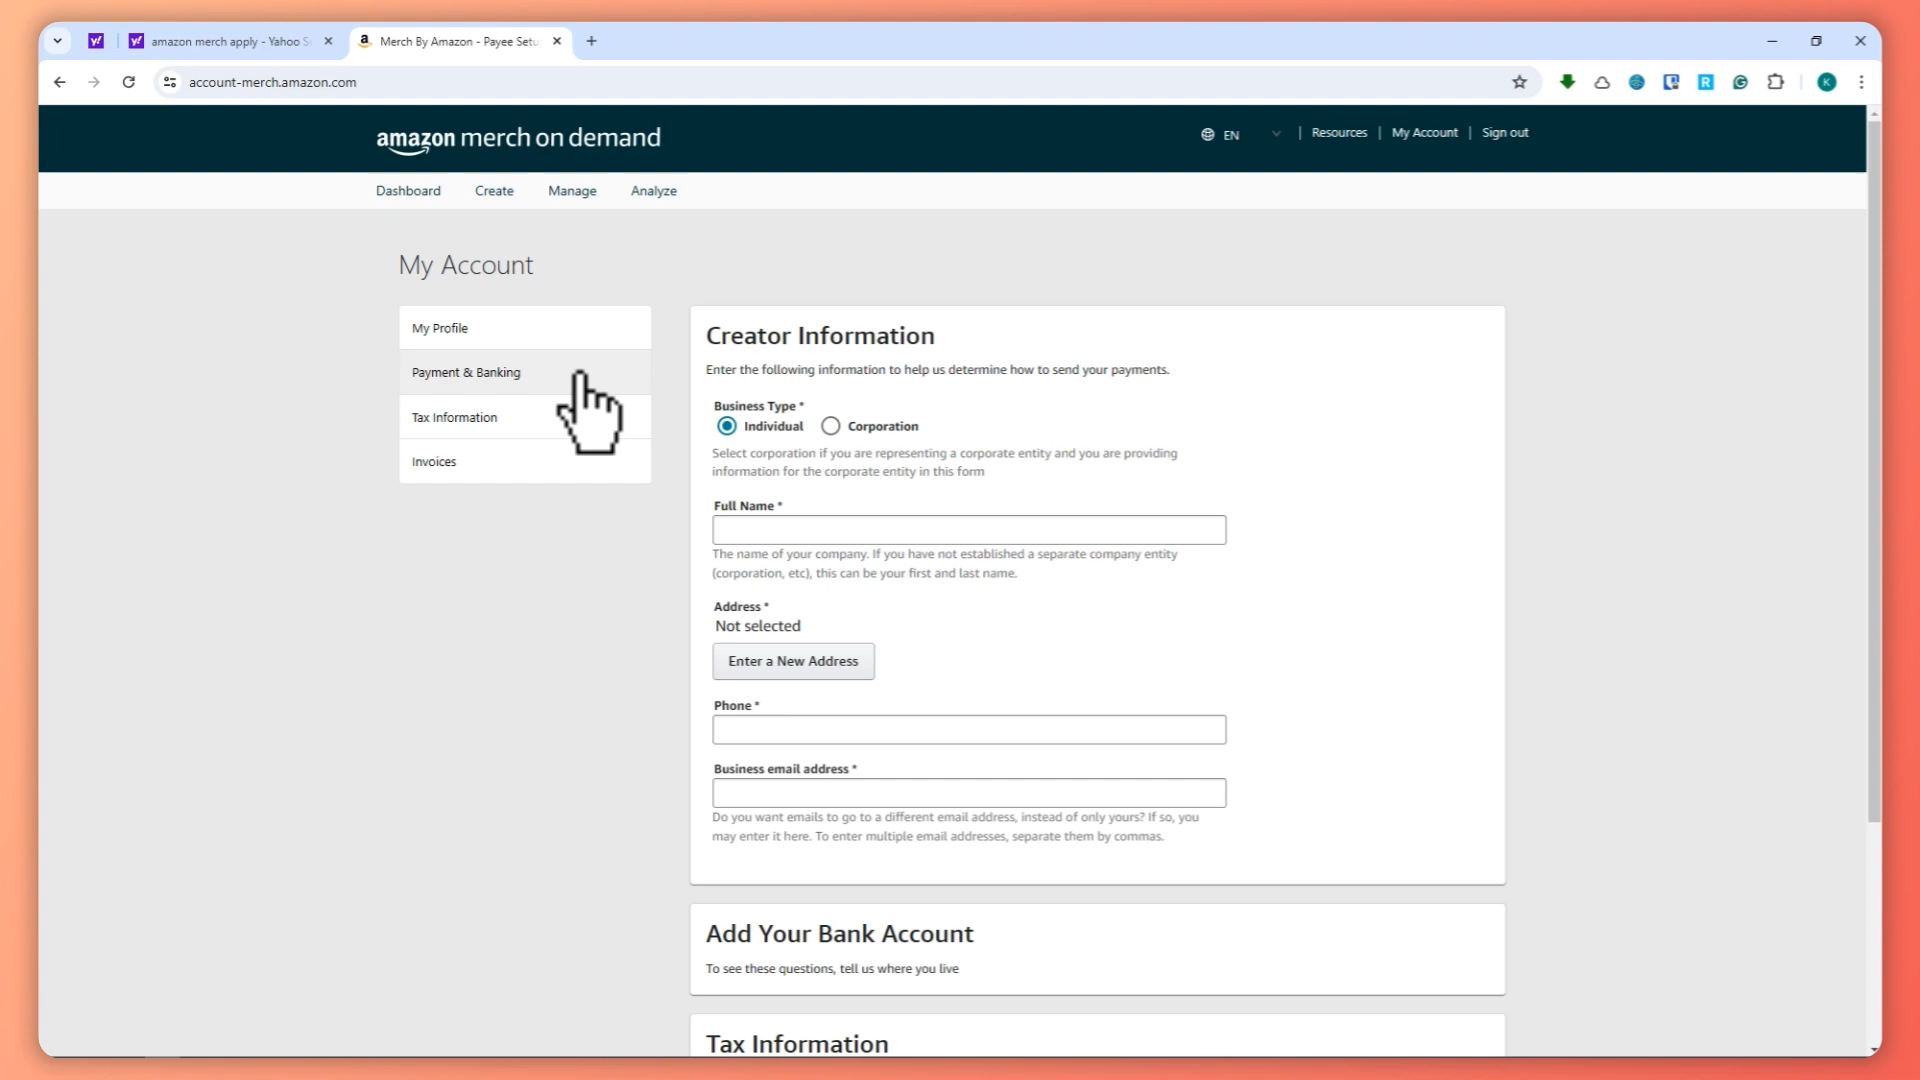 amazon merch apply - Yahoo S
Merch By Amazon - Payee Setu
account-merch.amazon.com
K
amazon merch on demand
EN
Resources
My Account
Sign out
Dashboard
Create
Manage
Analyze
My Account
My Profile
Payment & Banking
Tax Information
Invoices
Creator Information
Enter the following information to help us determine how to send your payments.
Business Type *
Individual
Corporation
Select corporation if you are representing a corporate entity and you are providing
information for the corporate entity in this form
Full Name *
The name of your company. If you have not established a separate company entity
(corporation, etc), this can be your first and last name.
Address *
Not selected
Enter a New Address
Phone *
Business email address *
Do you want emails to go to a different email address, instead of only yours? If so, you
may enter it here. To enter multiple email addresses, separate them by commas.
Add Your Bank Account
To see these questions, tell us where you live
Tax Information